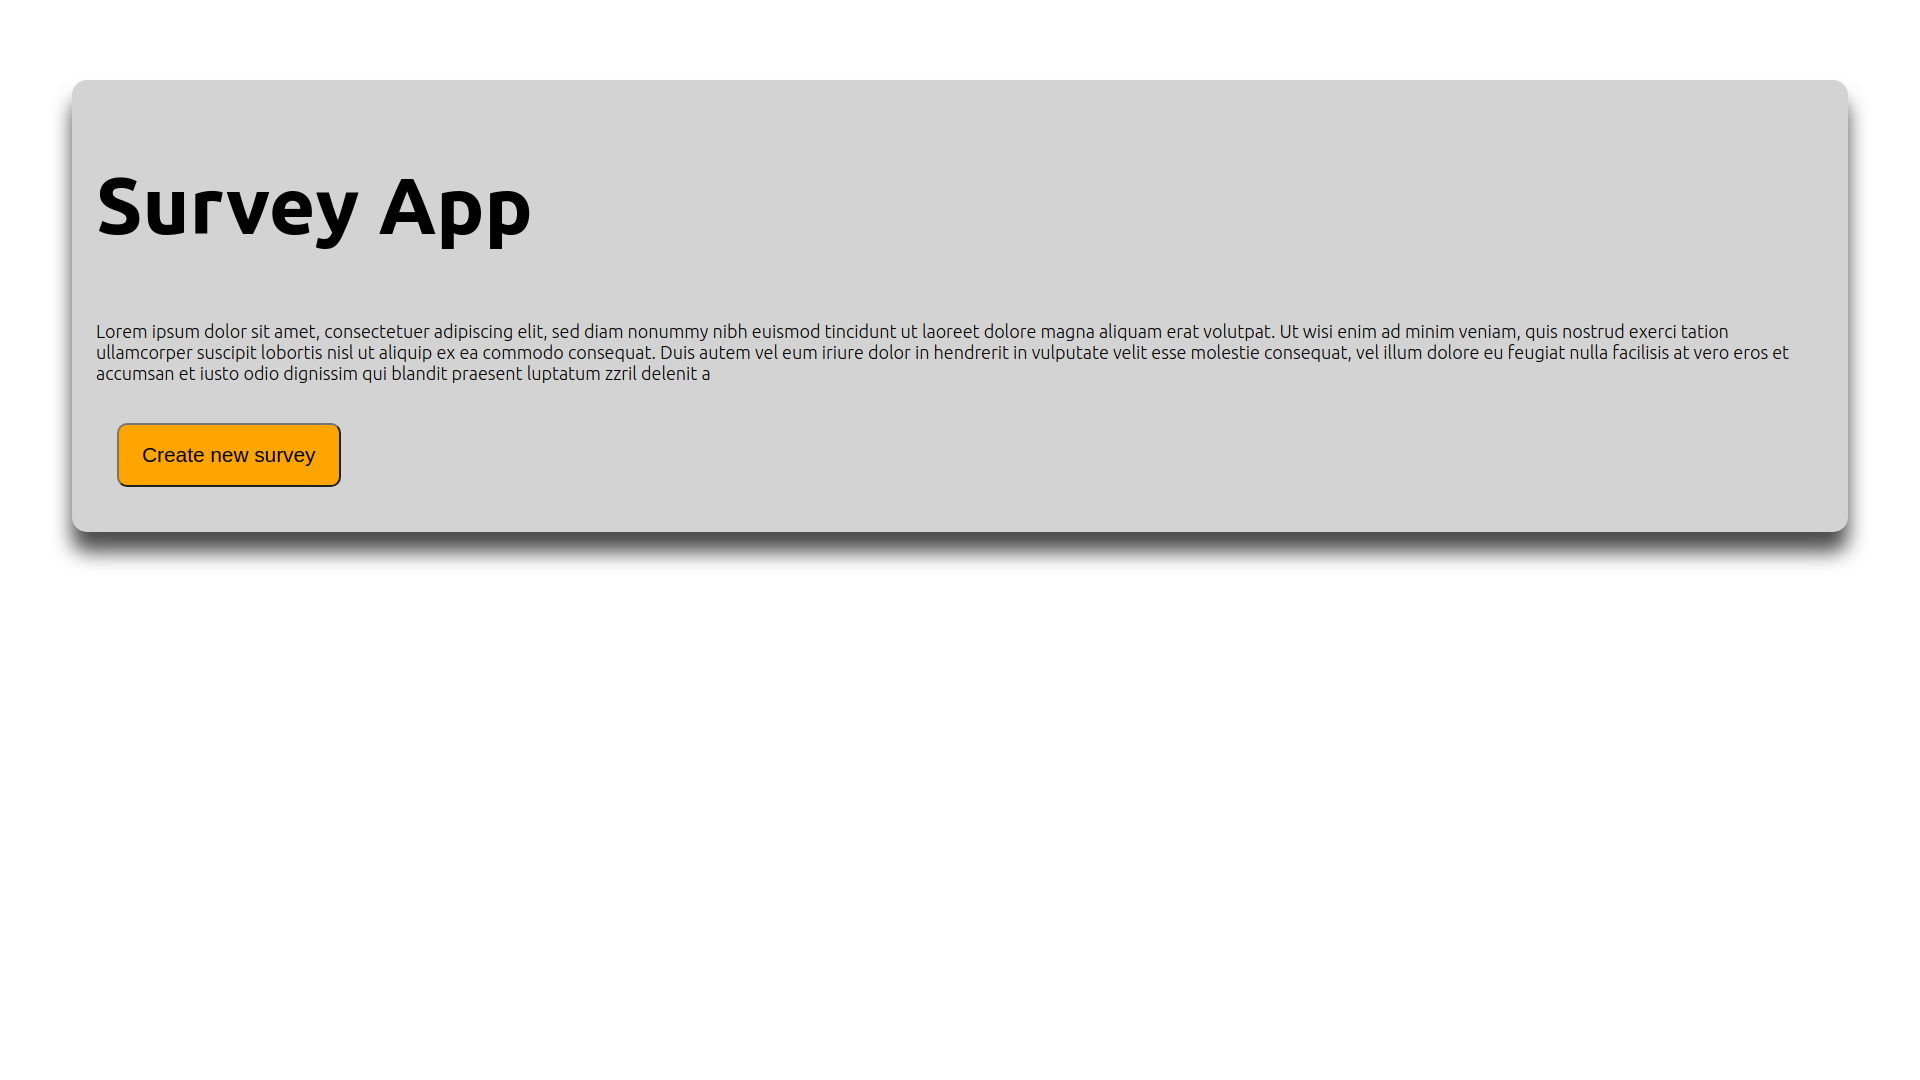 Survey App
Lorem ipsum dolor sit amet, consectetuer adipiscing elit, sed diam nonummy nibh euismod tincidunt ut laoreet dolore magna aliquam erat volutpat. Ut wisi enim ad minim veniam, quis nostrud exerci tation
ullamcorper suscipit lobortis nisl ut aliquip ex ea commodo consequat. Duis autem vel eum iriure dolor in hendrerit in vulputate velit esse molestie consequat, vel illum dolore eu feugiat nulla facilisis at vero eros et
accumsan et iusto odio dignissim qui blandit praesent luptatum zzril delenit a
Create new survey